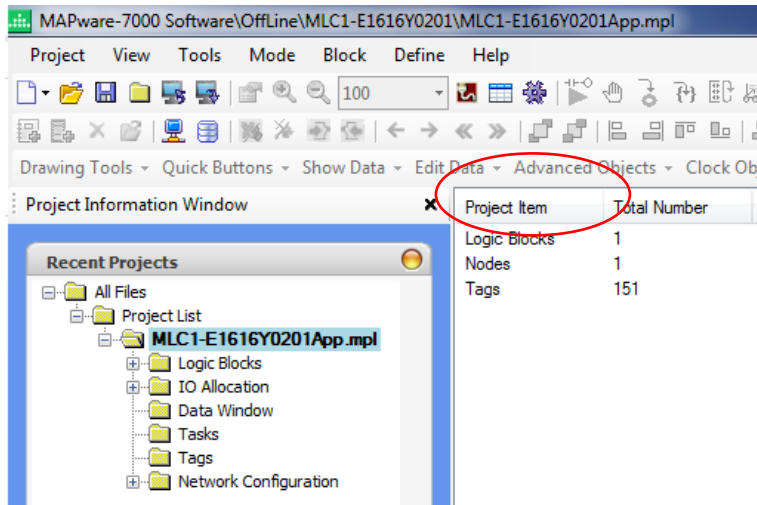 MAPware-7000 Software\OffLine\MLC1-E1616Y0201\MLC1-E1616Y0201App.mpl
Project View Tools Mode Block Define Help
100
Drawing Tools Quick Buttons Show Data Edit Data Advanced Objects Clock Ob
Project Information Window
Project Item Total Number
Logic Blocks 1
Nodes 1
Tags 151
Recent Projects
All Files
Project List
MLC1-E1616Y0201App.mpl
Logic Blocks
IO Allocation
Data Window
Tasks
Tags
Network Configuration